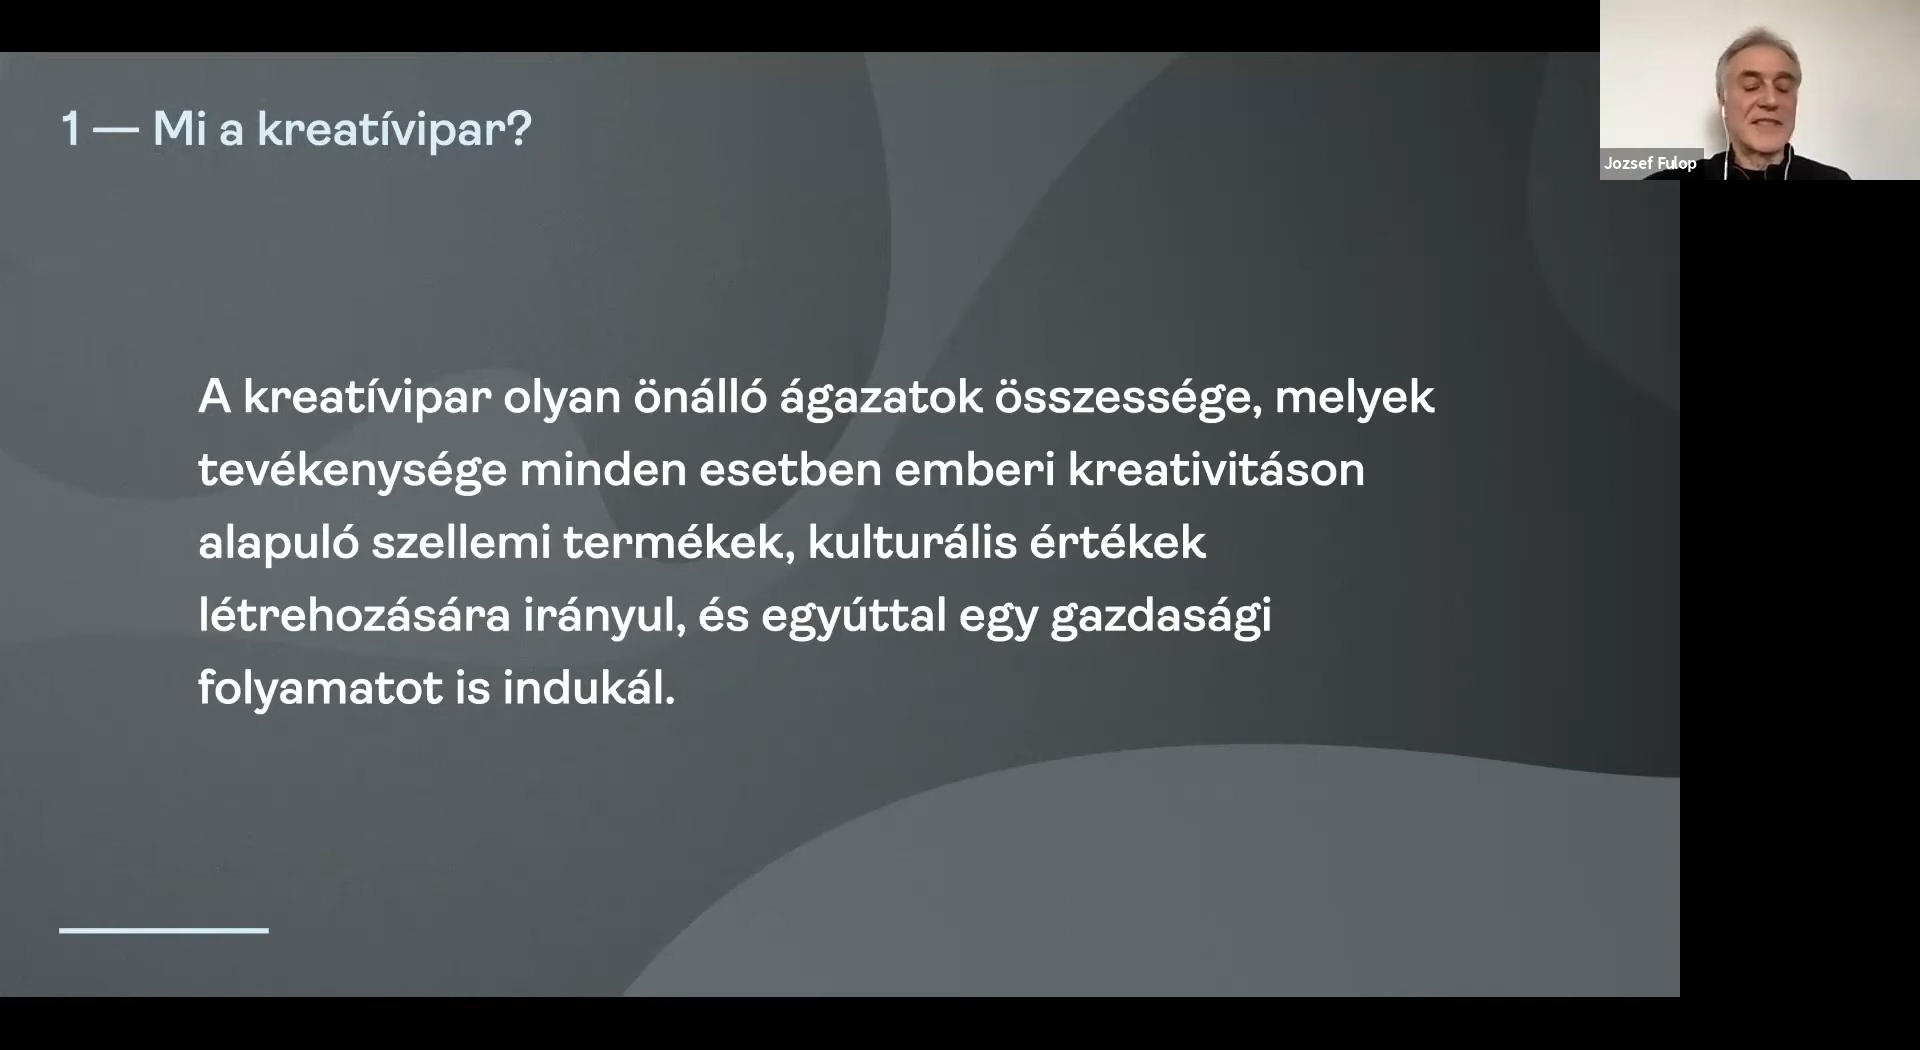 1 — Mi a kreatívipar?
Jozsef Fulop
A kreatívipar olyan önálló ágazatok összessége, melyek
tevékenysége minden esetben emberi kreativitáson
alapuló szellemi termékek, kulturális értékek
létrehozására irányul, és egyúttal egy gazdasági
folyamatot is indukál.